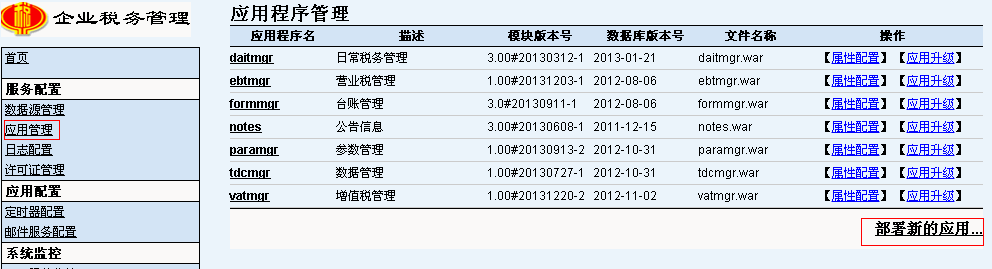 企业税务管理
首页
服务配置
数据源管理
应用管理
日志配置
许可证管理
应用配置
定时器配置
邮件服务配置
系统监控
应用程序管理
应用程序名 描述 模块版本号 数据库版本号 文件名称 操作
daitmgr 日常税务管理 3.00#20130312-1 2013-01-21 daitmgr.war 【属性配置】 【应用升级】
ebtmgr 营业税管理 1.00#20131203-1 2012-08-06 ebtmgr.war 【属性配置】 【应用升级】
formmgr 台账管理 3.0#20130911-1 2012-08-06 formmgr.war 【属性配置】 【应用升级】
notes 公告信息 3.00#20130608-1 2011-12-15 notes.war 【属性配置】 【应用升级】
paramgr 参数管理 1.00#20130913-2 2012-10-31 paramgr.war 【属性配置】 【应用升级】
tdcmgr 数据管理 1.00#20130727-1 2012-10-31 tdcmgr.war 【属性配置】 【应用升级】
vatmgr 增值税管理 1.00#20131220-2 2012-11-02 vatmgr.war 【属性配置】 【应用升级】
部署新的应用...